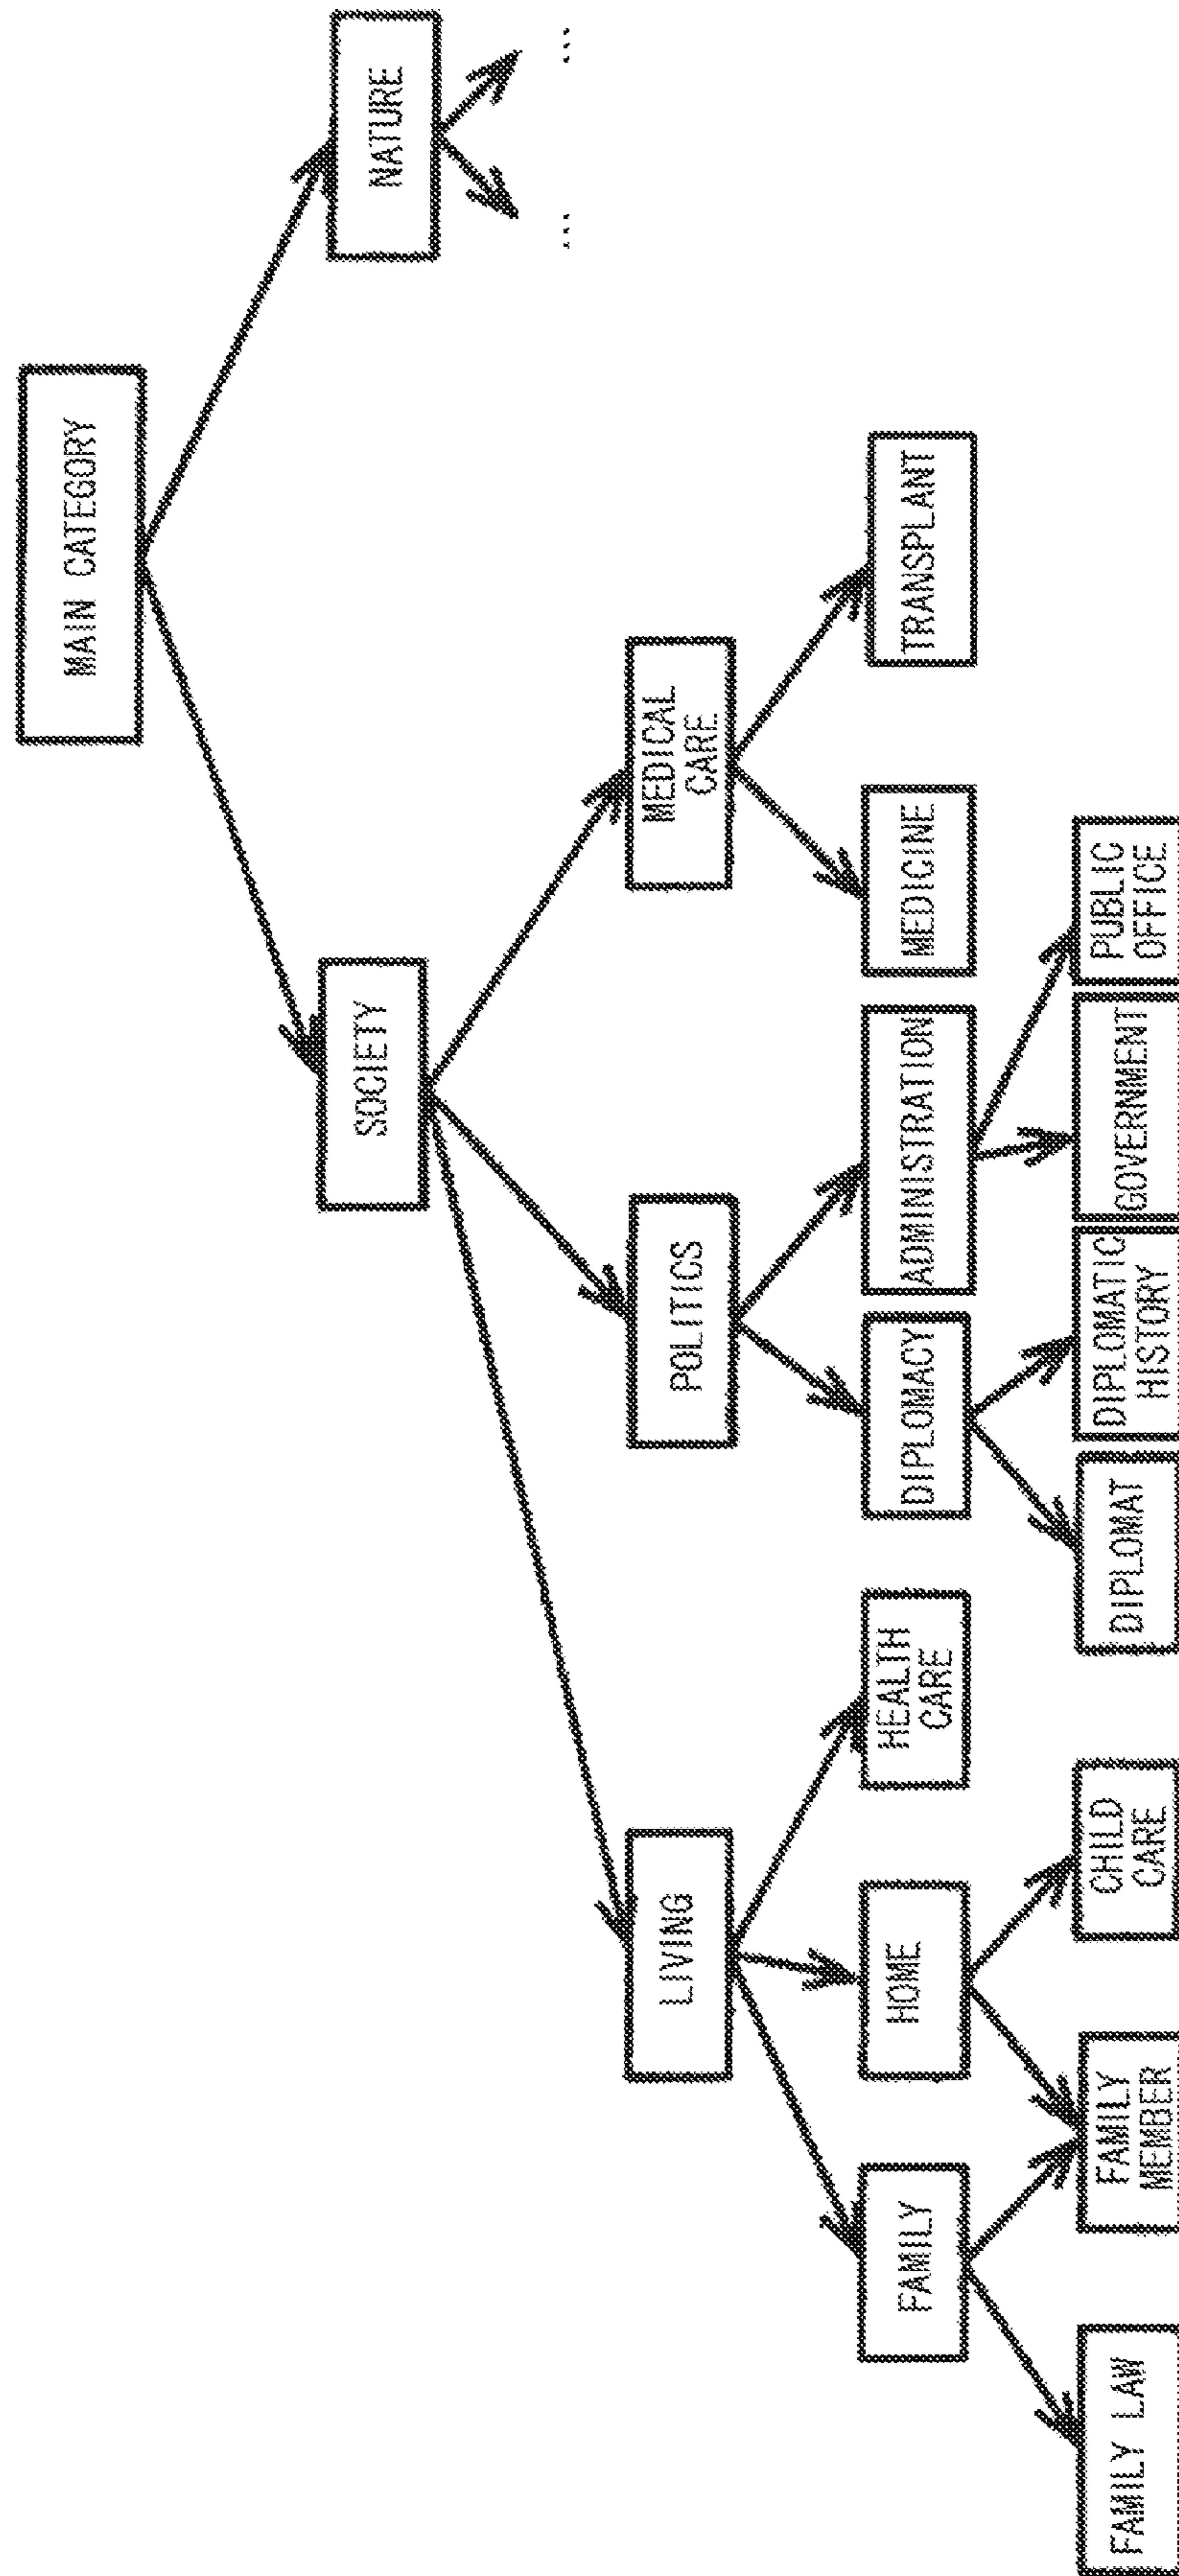 MAIN CATEGORY
SOCIETY
NATURE
...
...
LIVING
POLITICS
MEDICAL
CARE
FAMILY
HOME
HEALTH
CARE
DIPLOMACY
ADMINISTRATION
MEDICINE
TRANSPLANT
FAMILY LAW
FAMILY
MEMBER
CHILD
CARE
DIPLOMAT
DIPLOMATIC
HISTORY
GOVERNMENT
PUBLIC
OFFICE